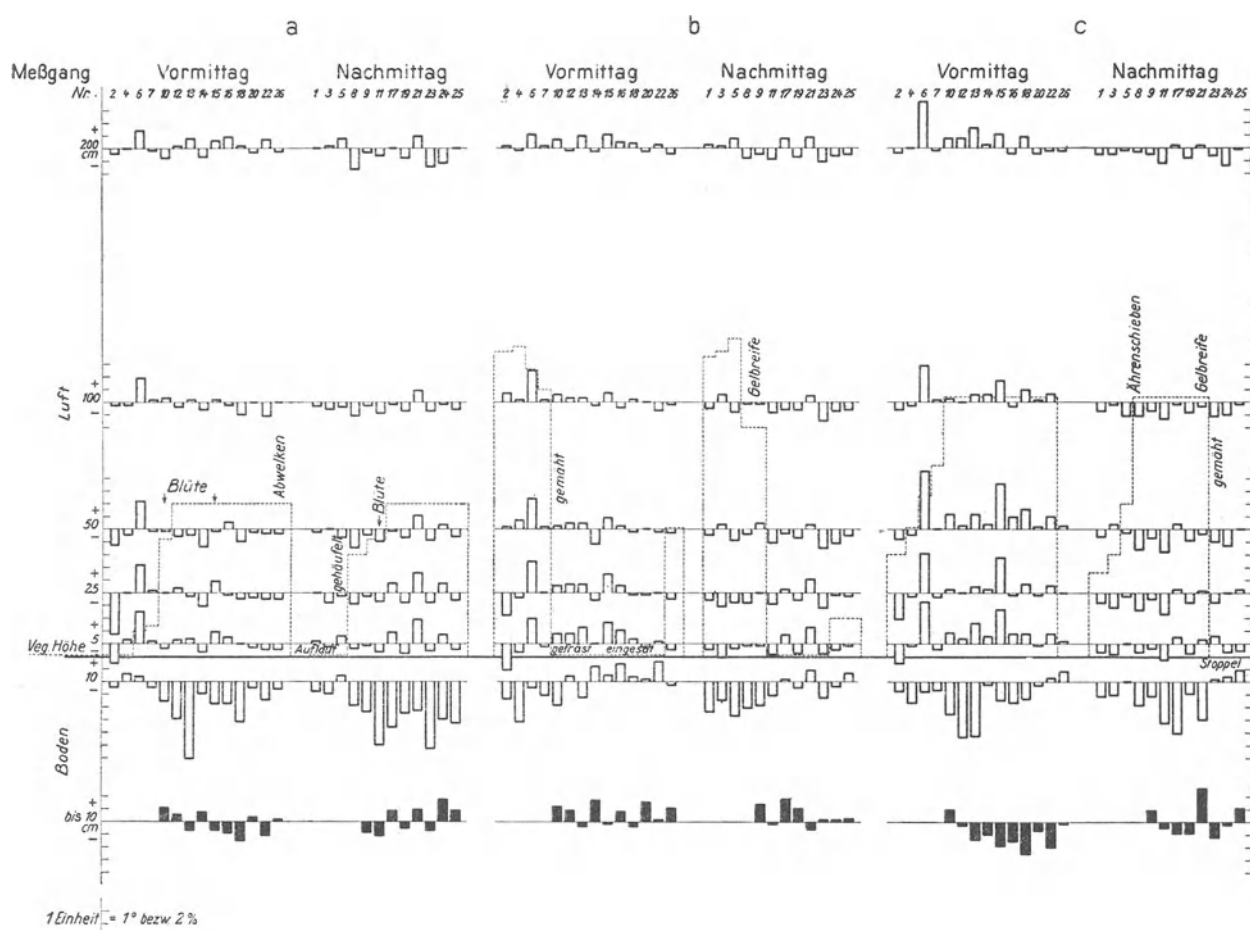 a b c
Meßgang Vormittag Nachmittag Vormittag Nachmittag Vormittag Nachmittag
Nr. 2 4 6 7 10 12 13 14 15 16 18 20 22 26 1 3 5 8 9 11 17 19 21 23 24 25 2 4 6 7 10 12 13 14 15 16 18 20 22 26 1 3 5 8 9 11 17 19 21 23 24 25 2 4 6 7 10 12 13 14 15 16 18 20 22 26 1 3 5 8 9 11 17 19 21 23 24 25
+
200
cm
−
Ährenschieben
Gelbreife
Gelbreife
Luft
+
100
−
Abwelken
Blüte
Blüte
gemäht
gemäht
+
50
−
gehäufelt
+
25
−
+
5
−
Veg. Höhe Aufläuft gefräst eingesät
Stoppel
+
10
−
Boden
+
bis 10
cm
−
1 Einheit = 1° bezw. 2%